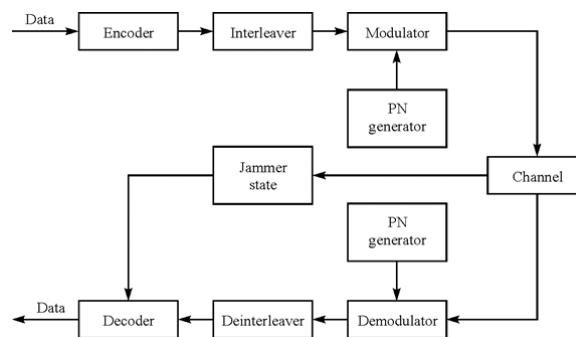 Data
Encoder
Interleaver
Modulator
PN
generator
Jammer
state
Channel
PN
generator
Data
Decoder
Deinterleaver
Demodulator